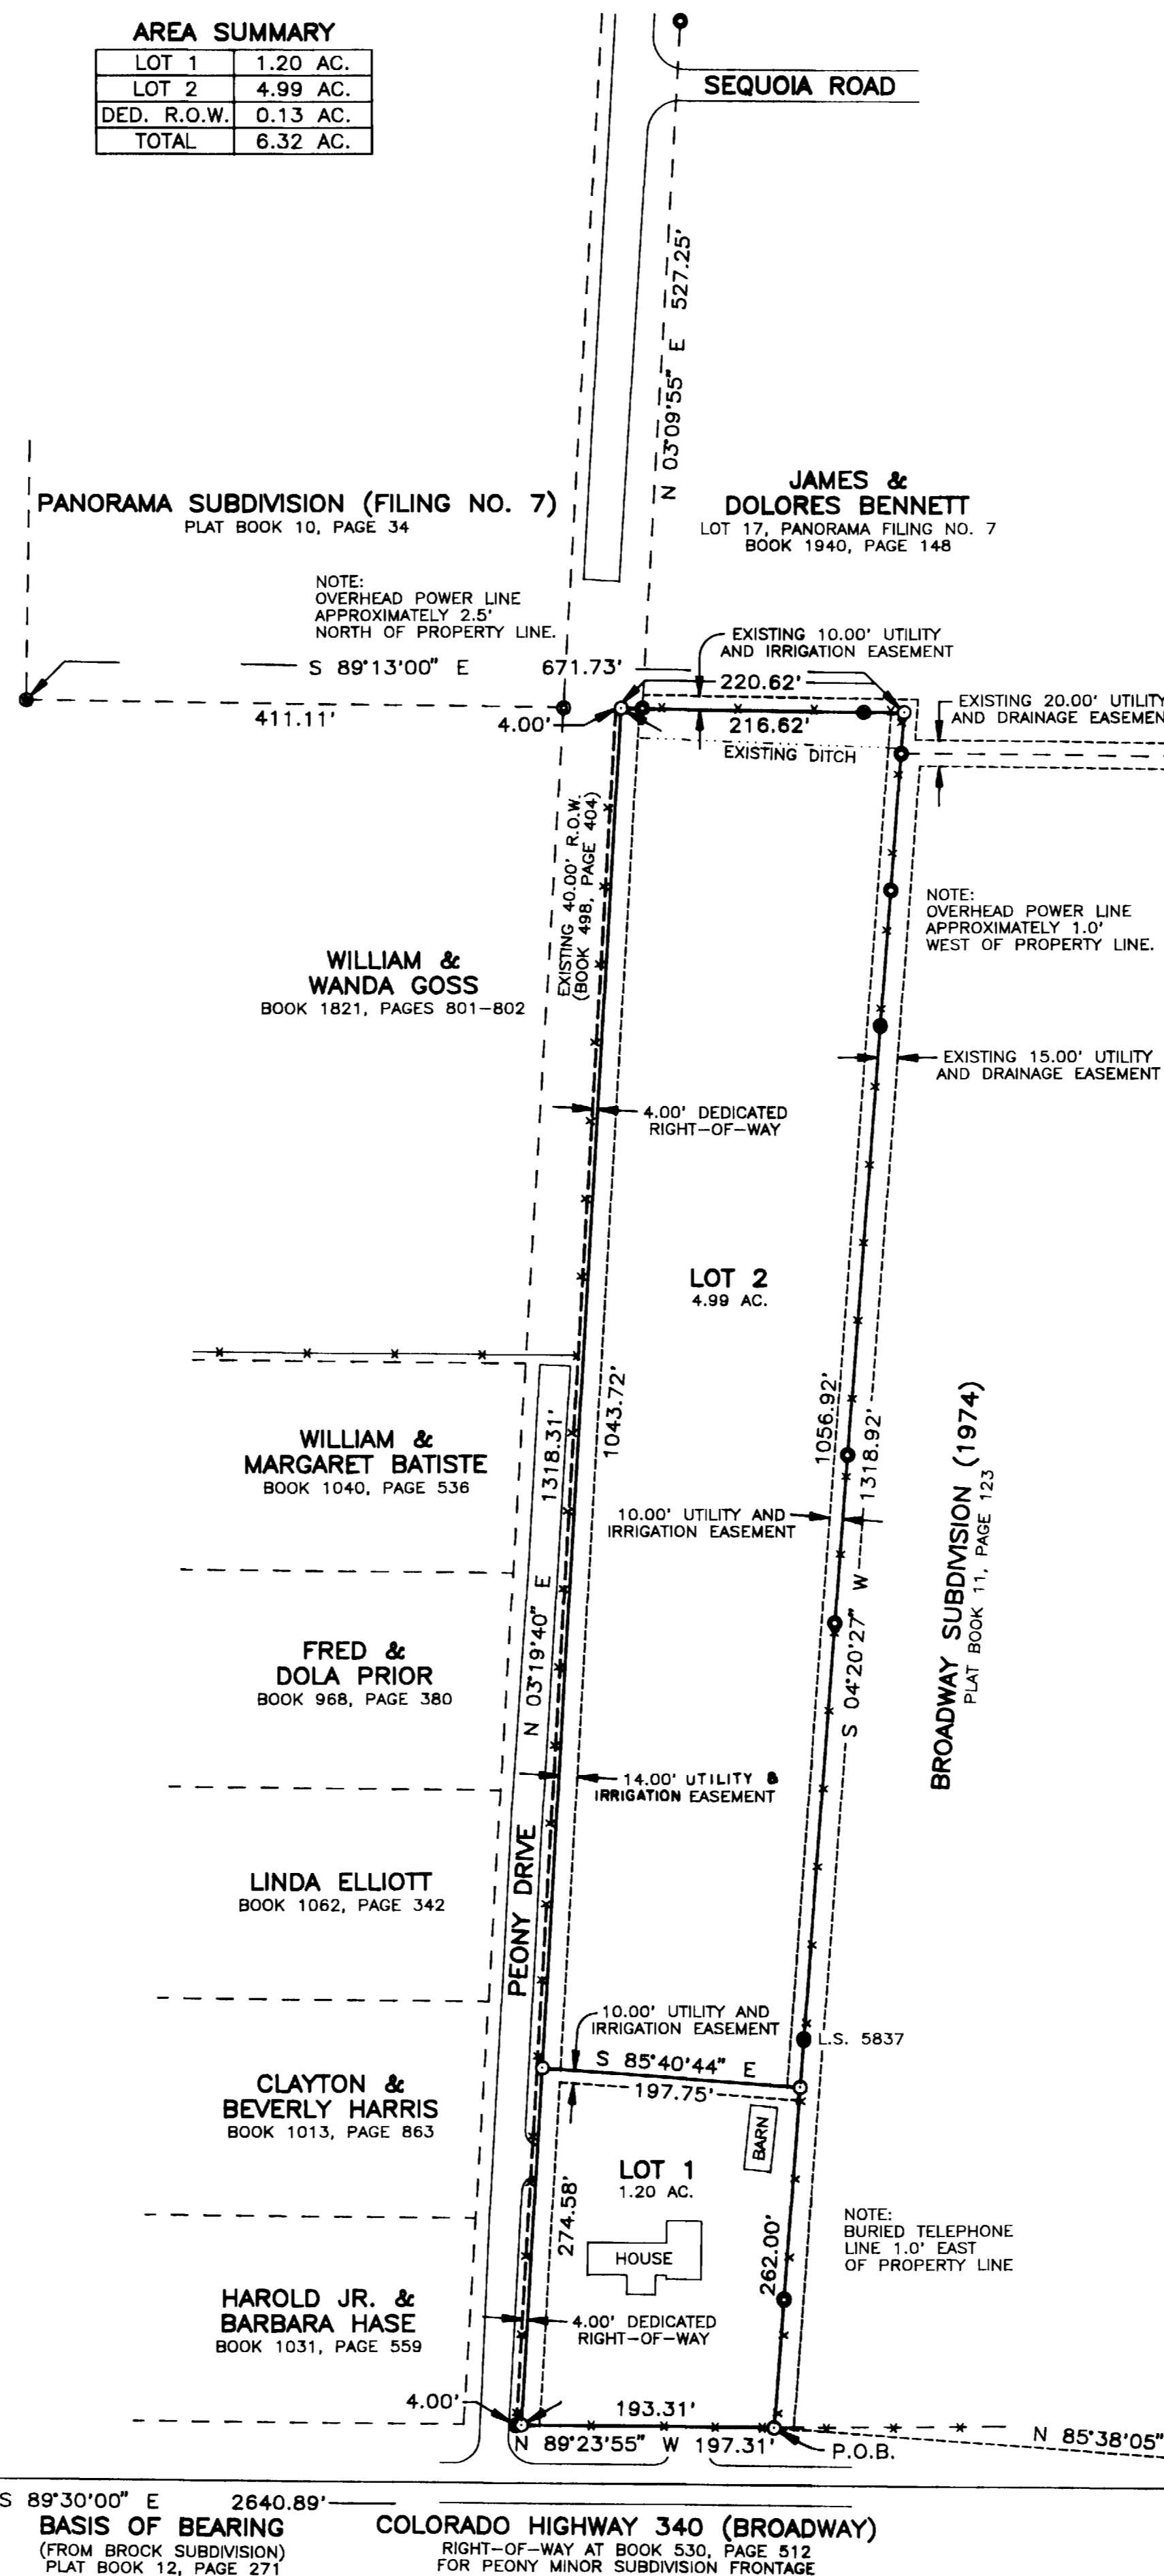 AREA SUMMARY
LOT 1 1.20 AC.
LOT 2 4.99 AC.
DED. R.O.W. 0.13 AC.
TOTAL 6.32 AC.
SEQUOIA ROAD
N 03°09'55" E 527.25'
PANORAMA SUBDIVISION (FILING NO. 7)
PLAT BOOK 10, PAGE 34
JAMES &
DOLORES BENNETT
LOT 17, PANORAMA FILING NO. 7
BOOK 1940, PAGE 148
NOTE:
OVERHEAD POWER LINE
APPROXIMATELY 2.5'
NORTH OF PROPERTY LINE.
EXISTING 10.00' UTILITY
AND IRRIGATION EASEMENT
S 89°13'00" E 671.73'
220.62'
411.11'
4.00'
216.62'
EXISTING DITCH
EXISTING 20.00' UTILITY
AND DRAINAGE EASEMEN
EXISTING 40.00' R.O.W.
(BOOK 498, PAGE 404)
NOTE:
OVERHEAD POWER LINE
APPROXIMATELY 1.0'
WEST OF PROPERTY LINE.
WILLIAM &
WANDA GOSS
BOOK 1821, PAGES 801-802
EXISTING 15.00' UTILITY
AND DRAINAGE EASEMENT
4.00' DEDICATED
RIGHT-OF-WAY
LOT 2
4.99 AC.
1043.72'
1056.92'
N 03°19'40" E 1318.31'
S 04°20'27" W 1318.92'
WILLIAM &
MARGARET BATISTE
BOOK 1040, PAGE 536
10.00' UTILITY AND
IRRIGATION EASEMENT
BROADWAY SUBDIVISION (1974)
PLAT BOOK 11, PAGE 123
FRED &
DOLA PRIOR
BOOK 968, PAGE 380
14.00' UTILITY &
IRRIGATION EASEMENT
LINDA ELLIOTT
BOOK 1062, PAGE 342
PEONY DRIVE
10.00' UTILITY AND
IRRIGATION EASEMENT
L.S. 5837
S 85°40'44" E
197.75'
CLAYTON &
BEVERLY HARRIS
BOOK 1013, PAGE 863
BARN
LOT 1
1.20 AC.
274.58'
262.00'
HOUSE
NOTE:
BURIED TELEPHONE
LINE 1.0' EAST
OF PROPERTY LINE
HAROLD JR. &
BARBARA HASE
BOOK 1031, PAGE 559
4.00' DEDICATED
RIGHT-OF-WAY
4.00'
193.31'
N 89°23'55" W 197.31'
P.O.B.
N 85°38'05"
S 89°30'00" E 2640.89'
BASIS OF BEARING
(FROM BROCK SUBDIVISION)
PLAT BOOK 12, PAGE 271
COLORADO HIGHWAY 340 (BROADWAY)
RIGHT-OF-WAY AT BOOK 530, PAGE 512
FOR PEONY MINOR SUBDIVISION FRONTAGE